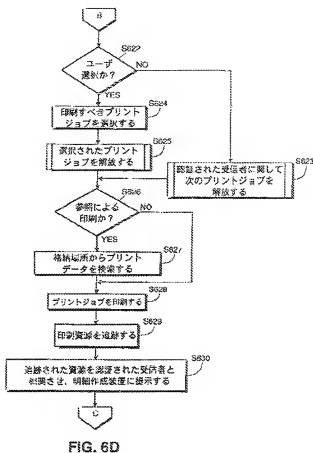 B
S622
ユーザ
選択か？
NO
YES
S624
印刷すべきプリント
ジョブを選択する
S625
選択されたプリント
ジョブを解放する
S623
認証された受信者に関して
次のプリントジョブを
解放する
S626
参照による
印刷か？
NO
YES
S627
格納場所からプリント
データを検索する
S628
プリントジョブを印刷する
S629
印刷資源を追跡する
S630
追跡された資源を認証された受信者と
相関させ、明細作成装置に提示する
C
FIG. 6D